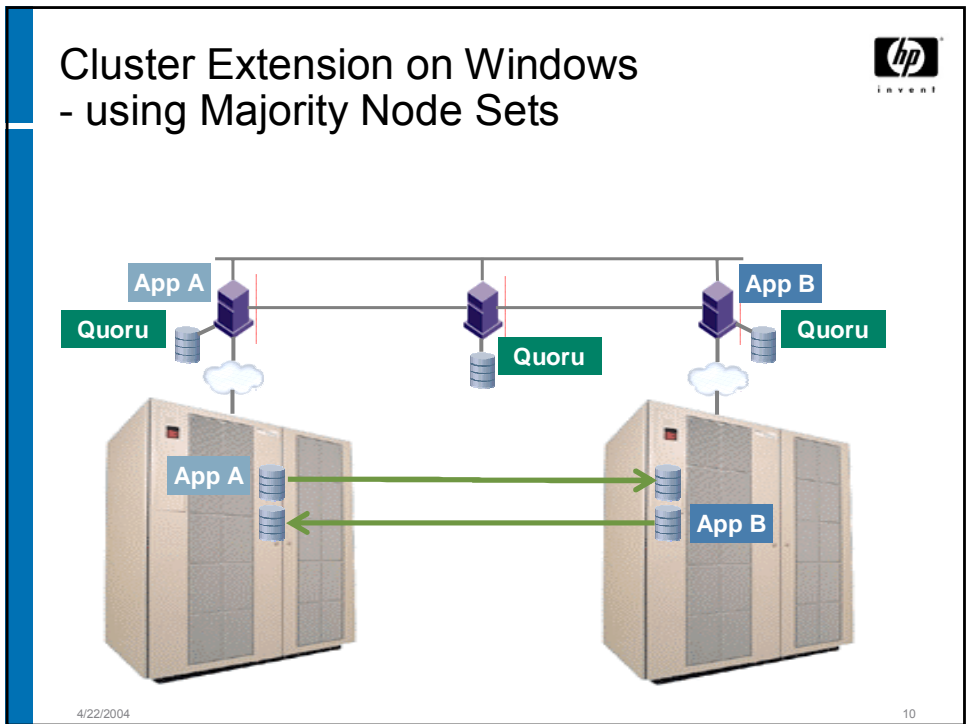 Cluster Extension on Windows
- using Majority Node Sets
hp
invent
App A
App B
Quoru
Quoru
Quoru
App A
App B
4/22/2004
10